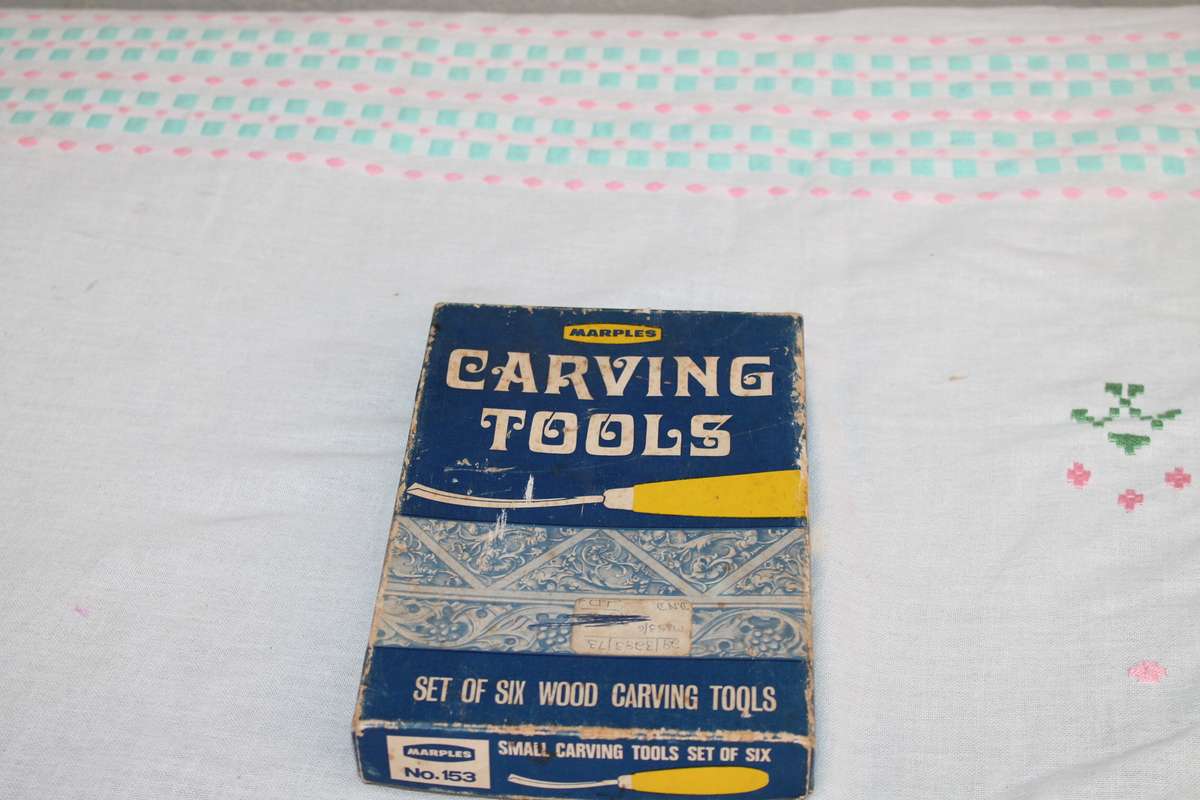 MARPLES
CARVING
TOOLS
SET OF SIX WOOD CARVING TOOLS
MARPLES
No. 153
SMALL CARVING TOOLS SET OF SIX